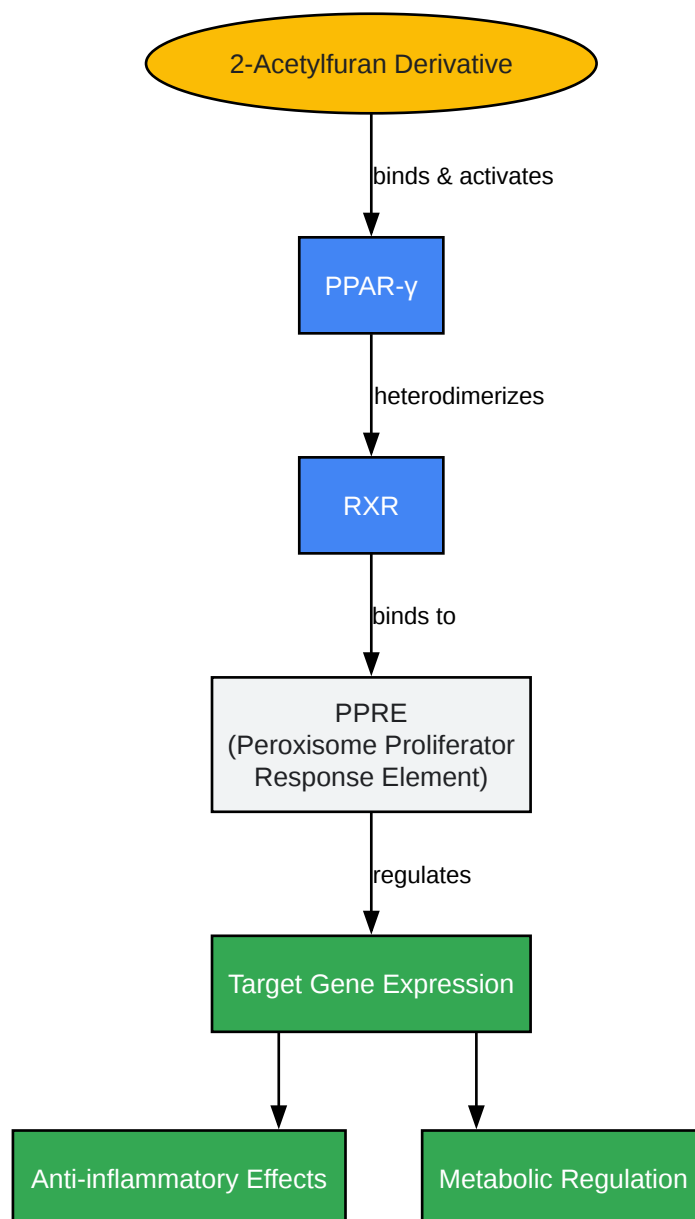 2-Acetylfuran Derivative
binds & activates
PPAR-γ
heterodimerizes
RXR
binds to
PPRE
(Peroxisome Proliferator
Response Element)
regulates
Target Gene Expression
Anti-inflammatory Effects
Metabolic Regulation